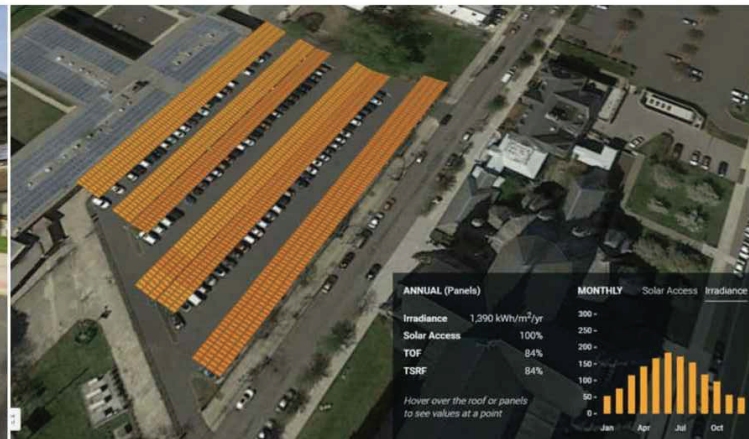 ANNUAL (Panels)
Irradiance 1,390 kWh/m²/yr
Solar Access 100%
TOF 84%
TSRF 84%
Hover over the roof or panels
to see values at a point
MONTHLY Solar Access Irradiance
300
250
200
150
100
50
0
Jan Apr Jul Oct